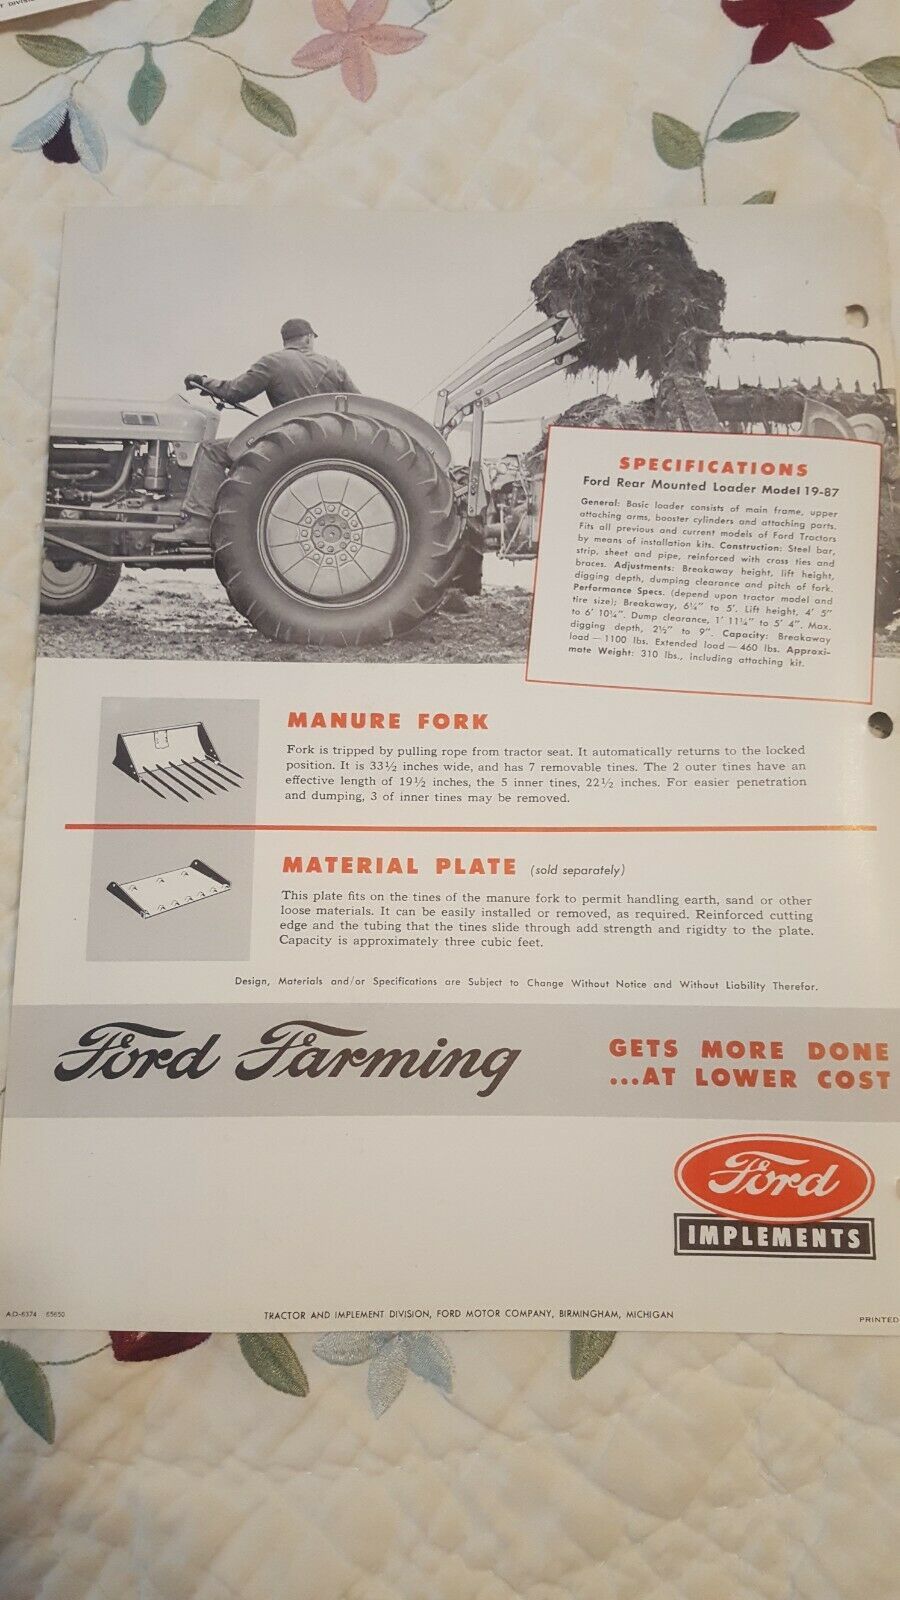 SPECIFICATIONS
Ford Rear Mounted Loader Model 19-87
General: Basic loader consists of main frame, upper
attaching arms, booster cylinders and attaching parts.
Fits all previous and current models of Ford Tractors
by means of installation kits. Construction: Steel bar,
strip, sheet and pipe, reinforced with cross ties and
braces. Adjustments: Breakaway height, lift height,
digging depth, dumping clearance and pitch of fork.
Performance Specs. (depend upon tractor model and
tire size); Breakaway, 6¼" to 5'. Lift height, 4' 5"
to 6' 10¼". Dump clearance, 1' 11¼" to 5' 4". Max.
digging depth, 2½" to 9". Capacity: Breakaway
load — 1100 lbs. Extended load — 460 lbs. Approxi-
mate Weight: 310 lbs., including attaching kit.
MANURE FORK
Fork is tripped by pulling rope from tractor seat. It automatically returns to the locked
position. It is 33½ inches wide, and has 7 removable tines. The 2 outer tines have an
effective length of 19½ inches, the 5 inner tines, 22½ inches. For easier penetration
and dumping, 3 of inner tines may be removed.
MATERIAL PLATE (sold separately)
This plate fits on the tines of the manure fork to permit handling earth, sand or other
loose materials. It can be easily installed or removed, as required. Reinforced cutting
edge and the tubing that the tines slide through add strength and rigidty to the plate.
Capacity is approximately three cubic feet.
Design, Materials and/or Specifications are Subject to Change Without Notice and Without Liability Therefor.
Ford Farming
GETS MORE DONE
...AT LOWER COST
Ford
IMPLEMENTS
AD-6374 65650
TRACTOR AND IMPLEMENT DIVISION, FORD MOTOR COMPANY, BIRMINGHAM, MICHIGAN
PRINTED